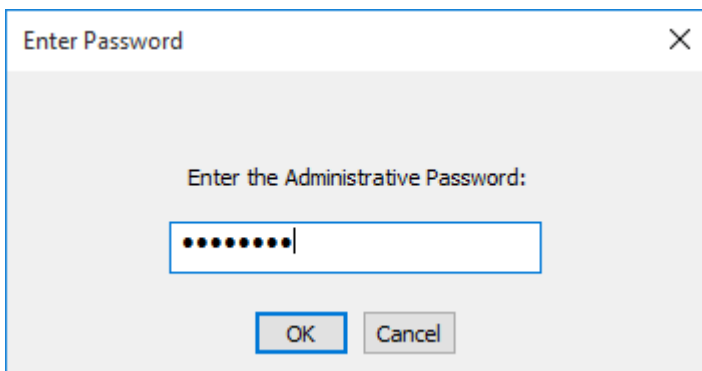 Enter Password
Enter the Administrative Password:
••••••••
OK Cancel